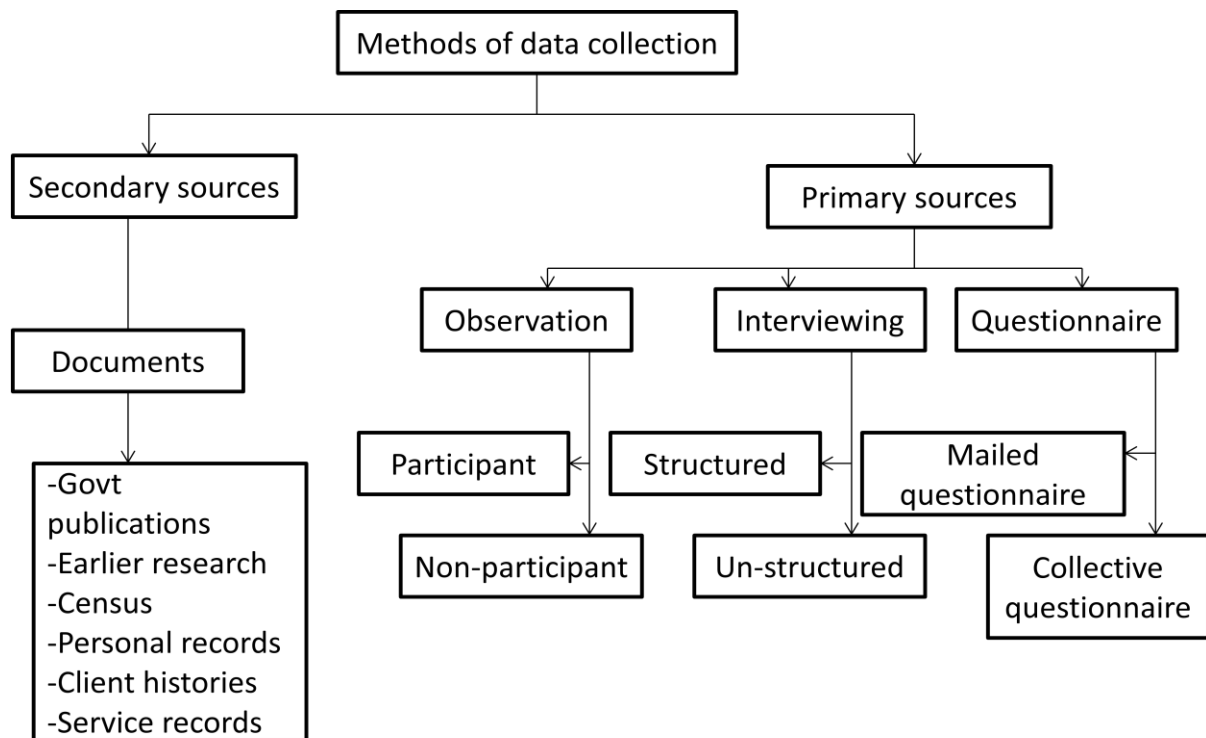 Methods of data collection
Secondary sources
Primary sources
Observation
Interviewing
Questionnaire
Documents
Participant
Structured
Mailed
questionnaire
Non-participant
Un-structured
Collective
questionnaire
-Govt
publications
-Earlier research
-Census
-Personal records
-Client histories
-Service records